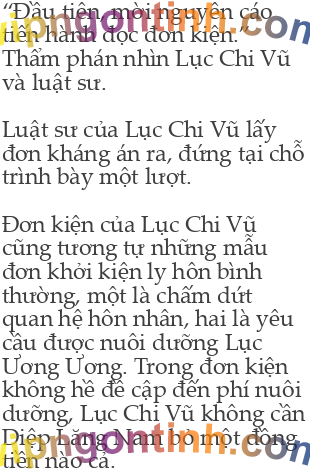 “Đầu tiên, mời nguyên cáo
tiến hành đọc đơn kiện.”
Thẩm phán nhìn Lục Chi Vũ
và luật sư.
Luật sư của Lục Chi Vũ lấy
đơn kháng án ra, đứng tại chỗ
trình bày một lượt.
Đơn kiện của Lục Chi Vũ
cũng tương tự những mẫu
đơn khởi kiện ly hôn bình
thường, một là chấm dứt
quan hệ hôn nhân, hai là yêu
cầu được nuôi dưỡng Lục
Ương Ương. Trong đơn kiện
không hề đề cập đến phí nuôi
dưỡng, Lục Chi Vũ không cần
Diệp Năng Nam bỏ một đồng
tiền nào cả.
vipngontinh.com
vipngontinh.com